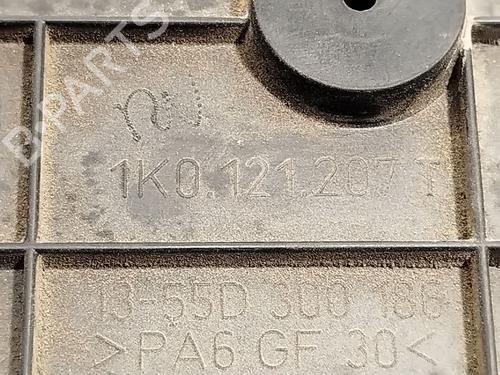 B-PARTS
1K0.121.207 T
13-55D 300 186
>PA6 GF 30<